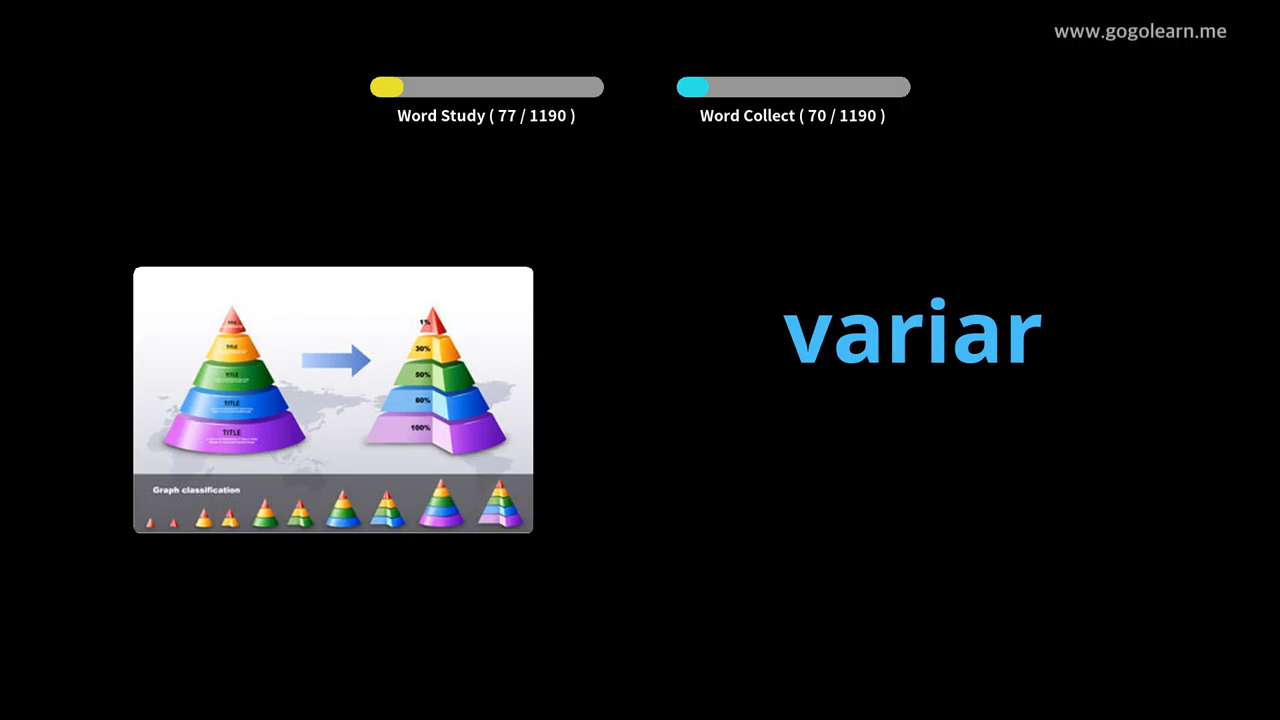 www.gogolearn.me
Word Study ( 77 / 1190 )
Word Collect ( 70 / 1190 )
variar
TITLE
TITLE
TITLE
TITLE
1%
30%
50%
80%
100%
Graph classification